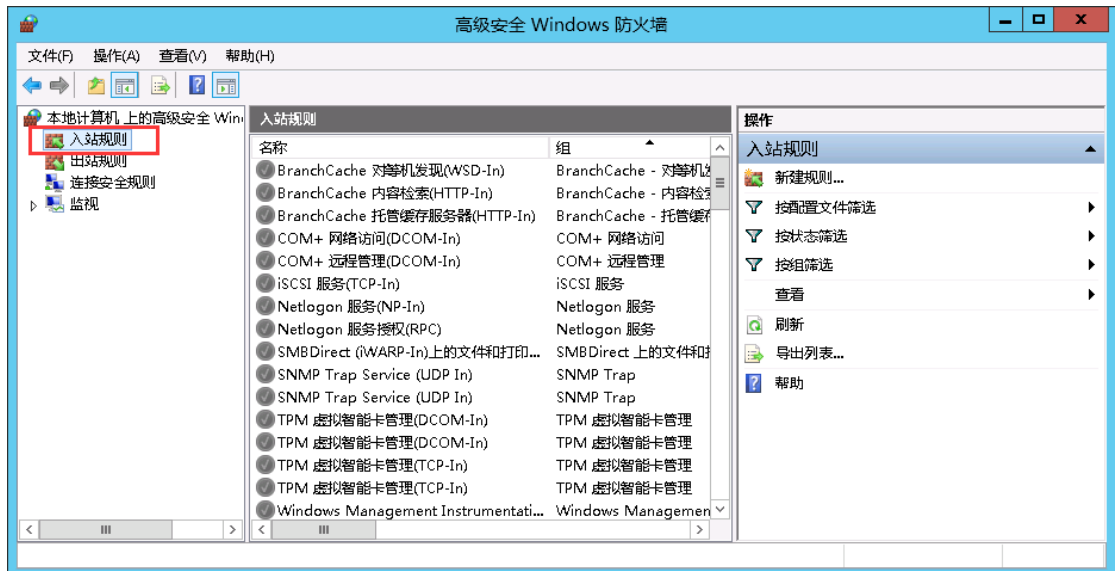 高级安全 Windows 防火墙
文件(F) 操作(A) 查看(V) 帮助(H)
本地计算机 上的高级安全 Win
入站规则
出站规则
连接安全规则
监视
入站规则
名称 组
BranchCache 对等机发现(WSD-In) BranchCache - 对等机发
BranchCache 内容检索(HTTP-In) BranchCache - 内容检索
BranchCache 托管缓存服务器(HTTP-In) BranchCache - 托管缓存
COM+ 网络访问(DCOM-In) COM+ 网络访问
COM+ 远程管理(DCOM-In) COM+ 远程管理
iSCSI 服务(TCP-In) iSCSI 服务
Netlogon 服务(NP-In) Netlogon 服务
Netlogon 服务授权(RPC) Netlogon 服务
SMBDirect (iWARP-In)上的文件和打印... SMBDirect 上的文件和
SNMP Trap Service (UDP In) SNMP Trap
SNMP Trap Service (UDP In) SNMP Trap
TPM 虚拟智能卡管理(DCOM-In) TPM 虚拟智能卡管理
TPM 虚拟智能卡管理(DCOM-In) TPM 虚拟智能卡管理
TPM 虚拟智能卡管理(TCP-In) TPM 虚拟智能卡管理
TPM 虚拟智能卡管理(TCP-In) TPM 虚拟智能卡管理
Windows Management Instrumentati... Windows Managemen
操作
入站规则
新建规则...
按配置文件筛选
按状态筛选
按组筛选
查看
刷新
导出列表...
帮助